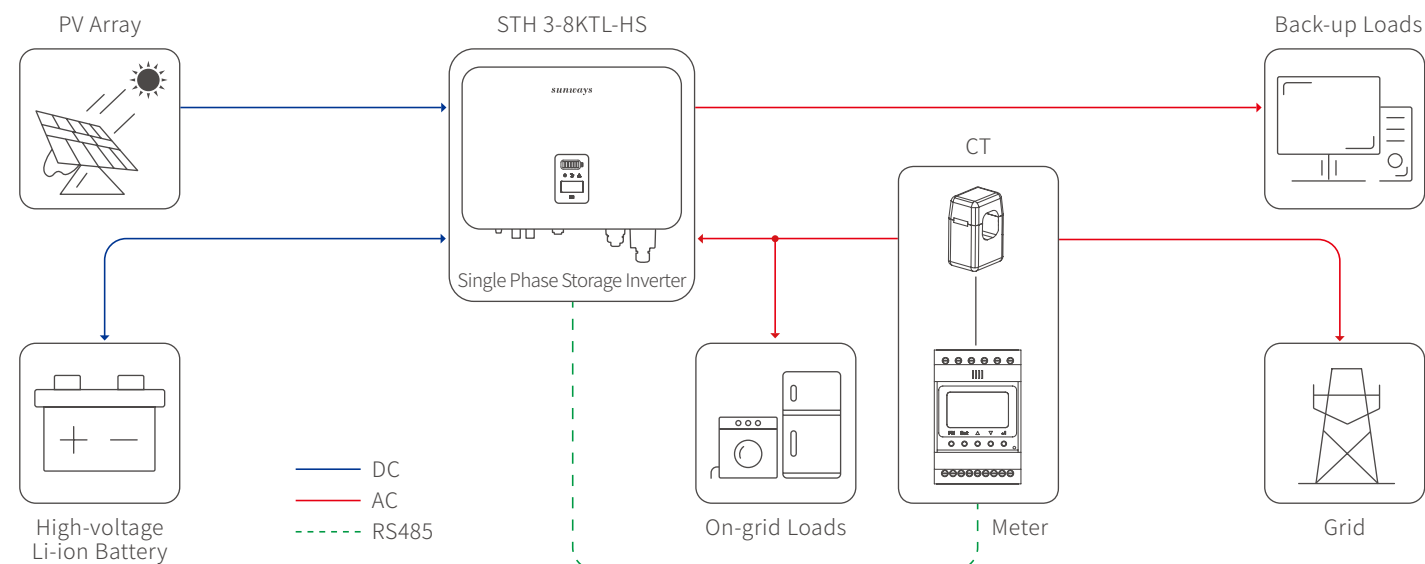 PV Array
STH 3-8KTL-HS
Back-up Loads
sunways
CT
Single Phase Storage Inverter
DC
AC
RS485
High-voltage
Li-ion Battery
On-grid Loads
Meter
Grid